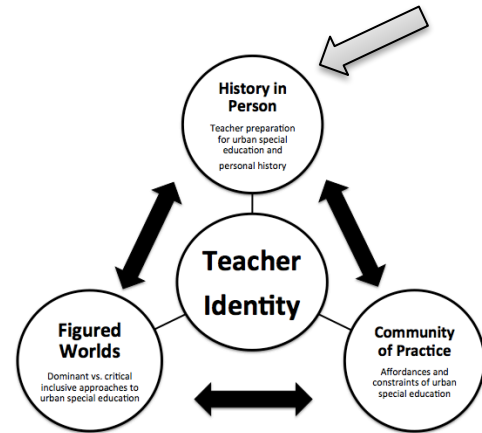 History in
Person
Teacher preparation
for urban special
education and
personal history
Teacher
Identity
Figured
Worlds
Dominant vs. critical
inclusive approaches to
urban special education
Community
of Practice
Affordances and
constraints of urban
special education